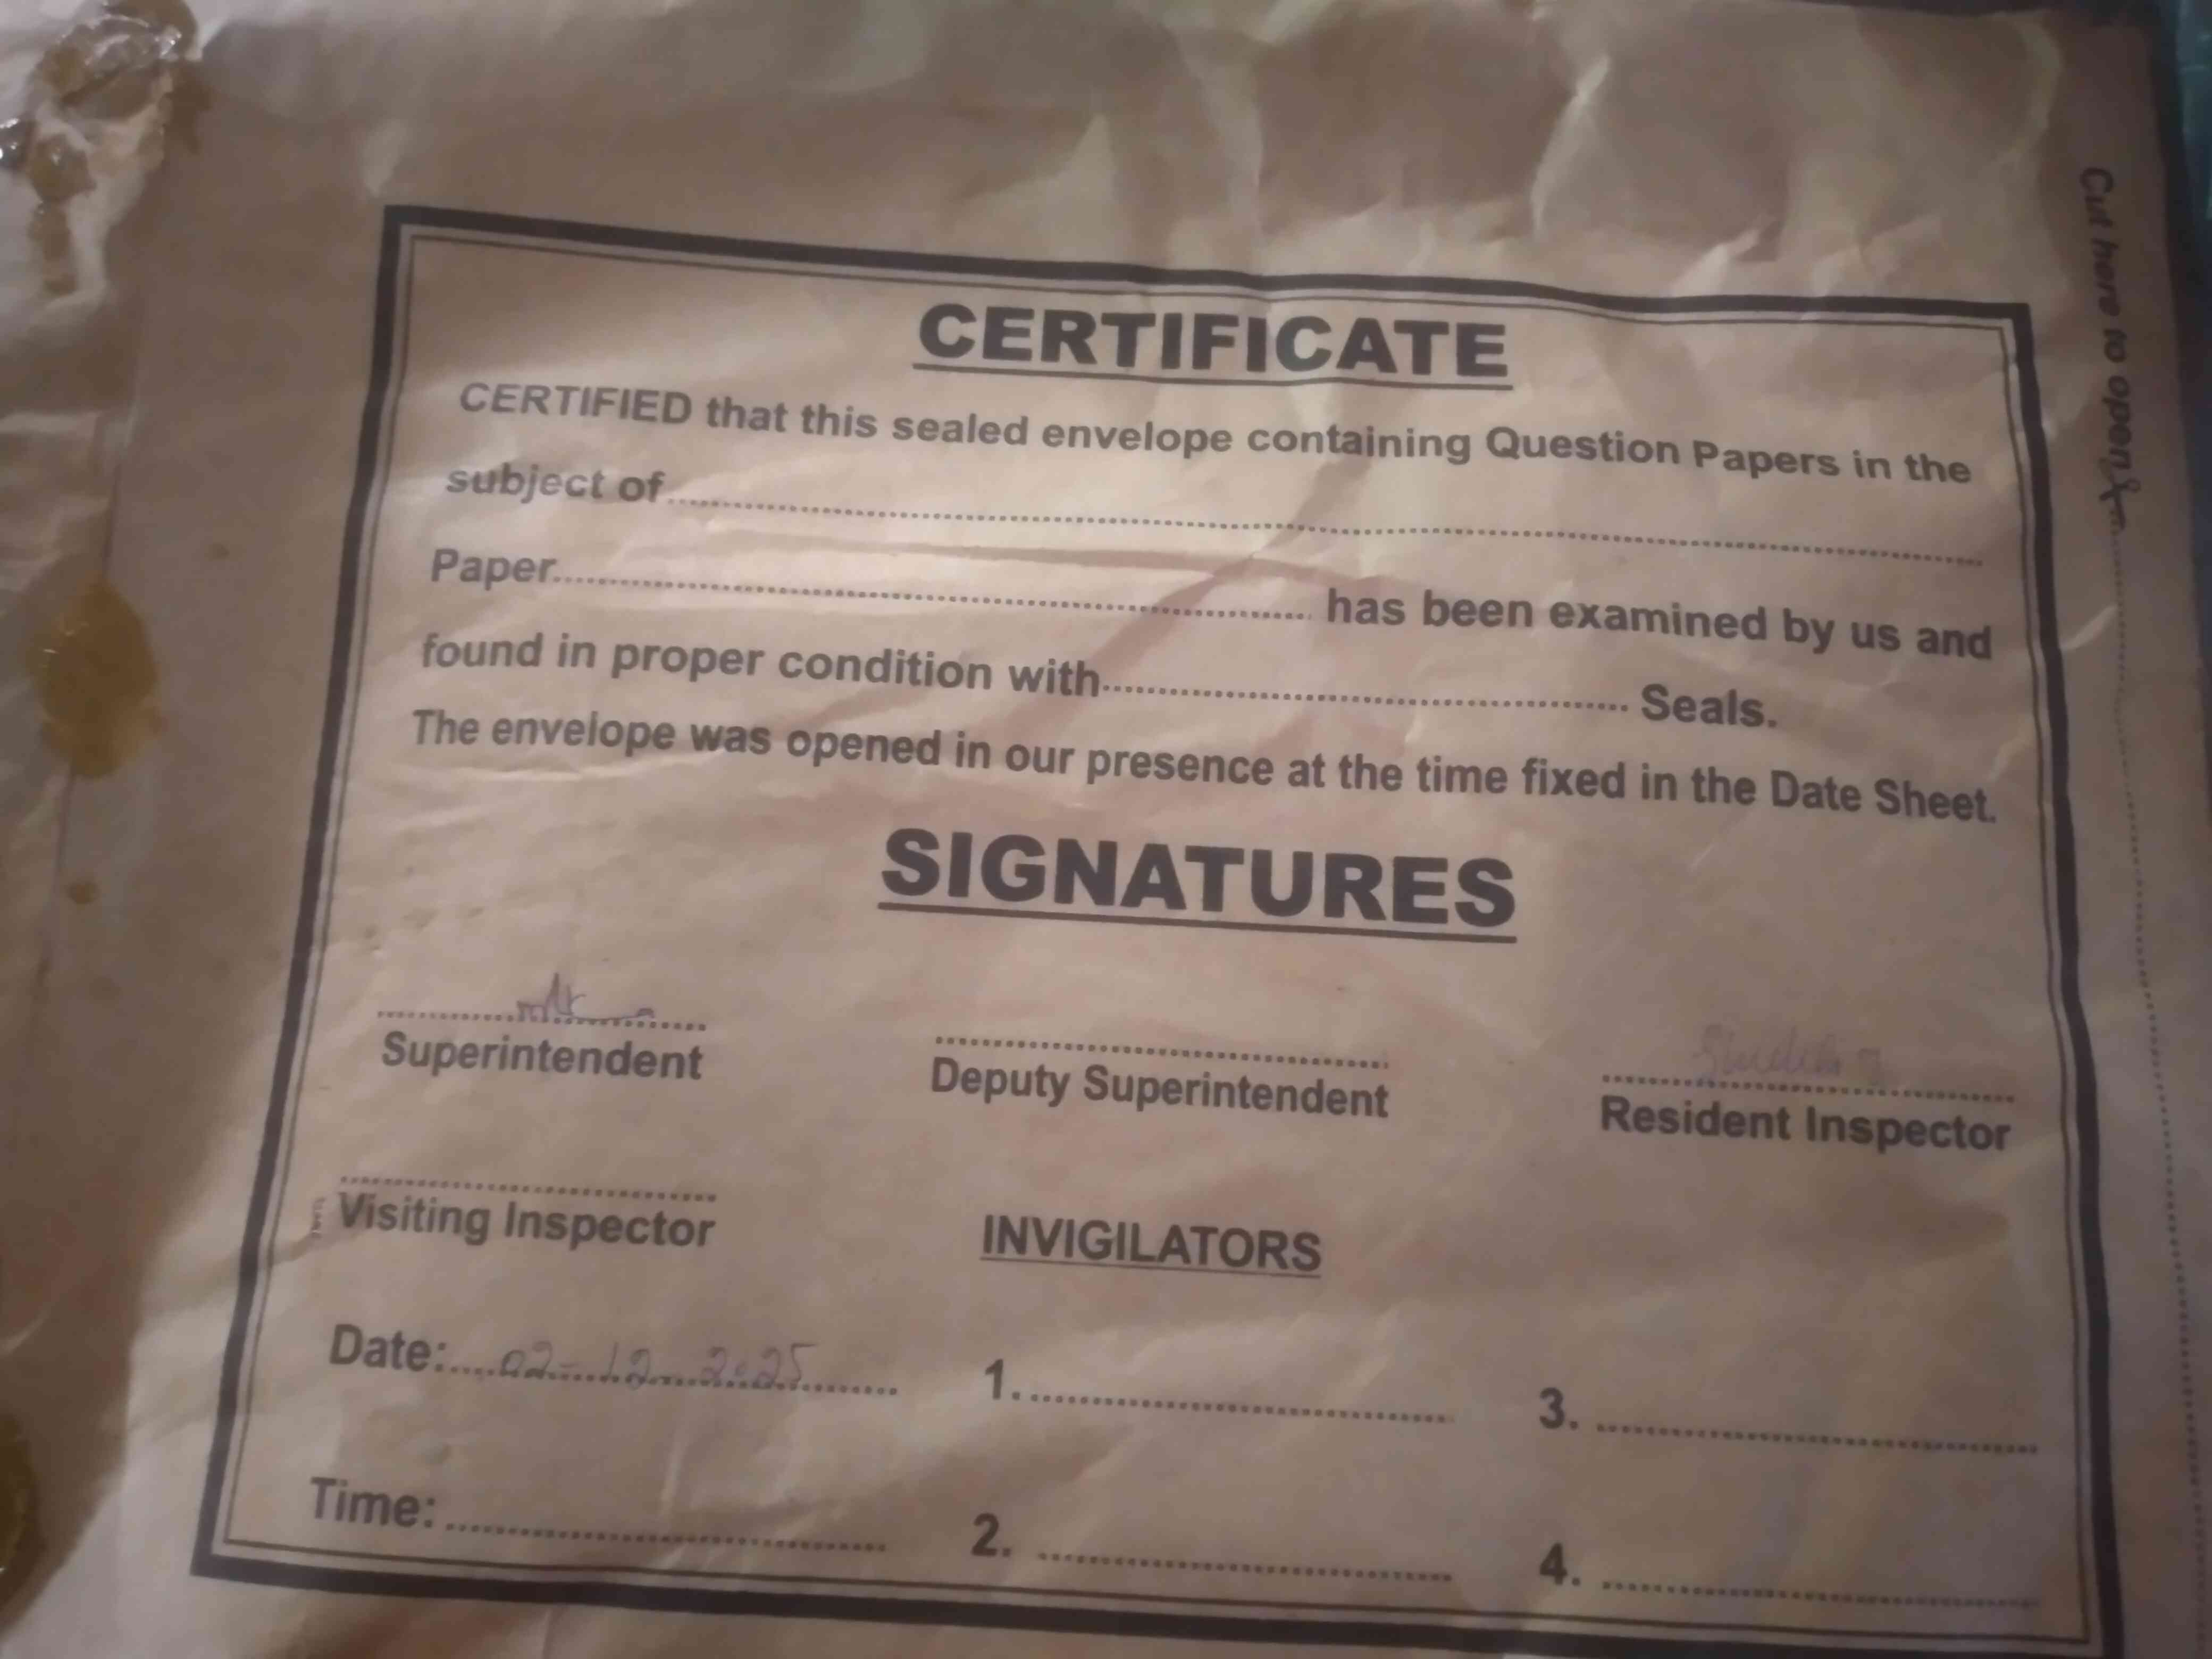 Cut here to open
CERTIFICATE
CERTIFIED that this sealed envelope containing Question Papers in the
subject of
Paper has been examined by us and
found in proper condition with Seals.
The envelope was opened in our presence at the time fixed in the Date Sheet.
SIGNATURES
Superintendent Deputy Superintendent Resident Inspector
Visiting Inspector INVIGILATORS
Date: 02-12-2025 1. 3.
Time: 2. 4.